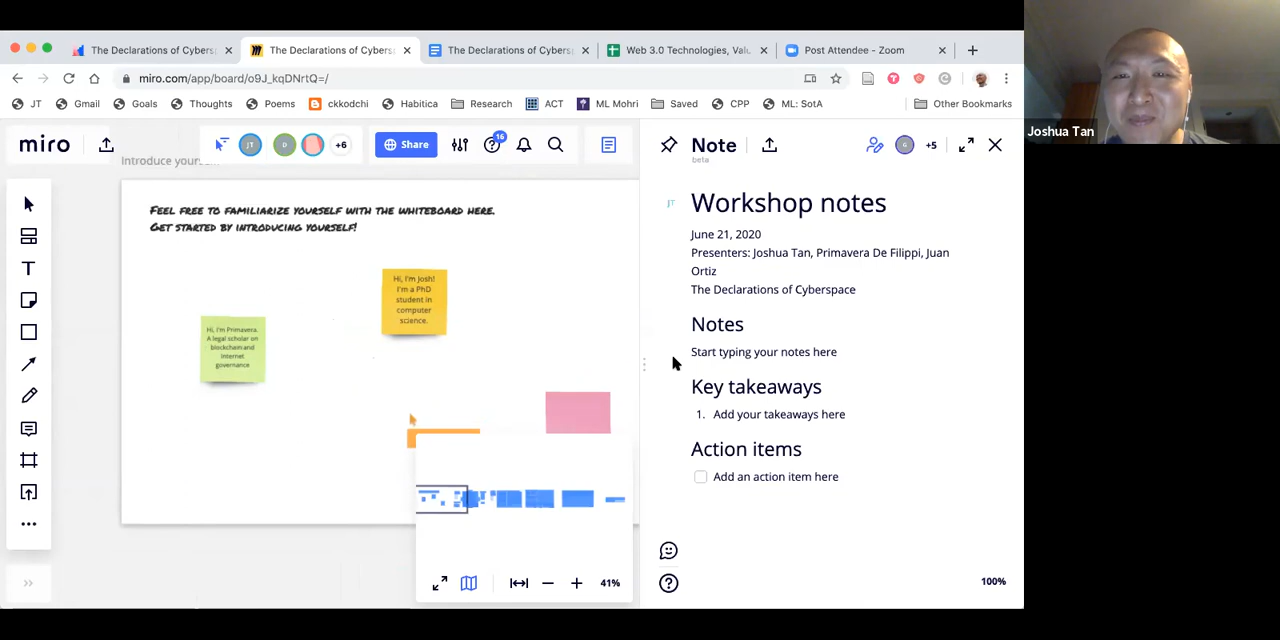 The Declarations of Cybers
The Declarations of Cybers
The Declarations of Cybers
Web 3.0 Technologies, Valu
Post Attendee - Zoom
miro.com/app/board/o9J_kqDNrtQ=/
JT
Gmail
Goals
Thoughts
Poems
ckkodchi
Habitica
Research
ACT
ML Mohri
Saved
CPP
ML: SotA
Other Bookmarks
miro
JT
D
+6
Share
16
Note
beta
G
+5
Joshua Tan
Introduce yours...
FEEL FREE TO FAMILIARIZE YOURSELF WITH THE WHITEBOARD HERE.
GET STARTED BY INTRODUCING YOURSELF!
Hi, I'm Josh!
I'm a PhD
student in
computer
science.
Hi, I'm Primavera.
A legal scholar on
blockchain and
internet
governance
41%
JT
Workshop notes
June 21, 2020
Presenters: Joshua Tan, Primavera De Filippi, Juan
Ortiz
The Declarations of Cyberspace
Notes
Start typing your notes here
Key takeaways
1. Add your takeaways here
Action items
Add an action item here
100%